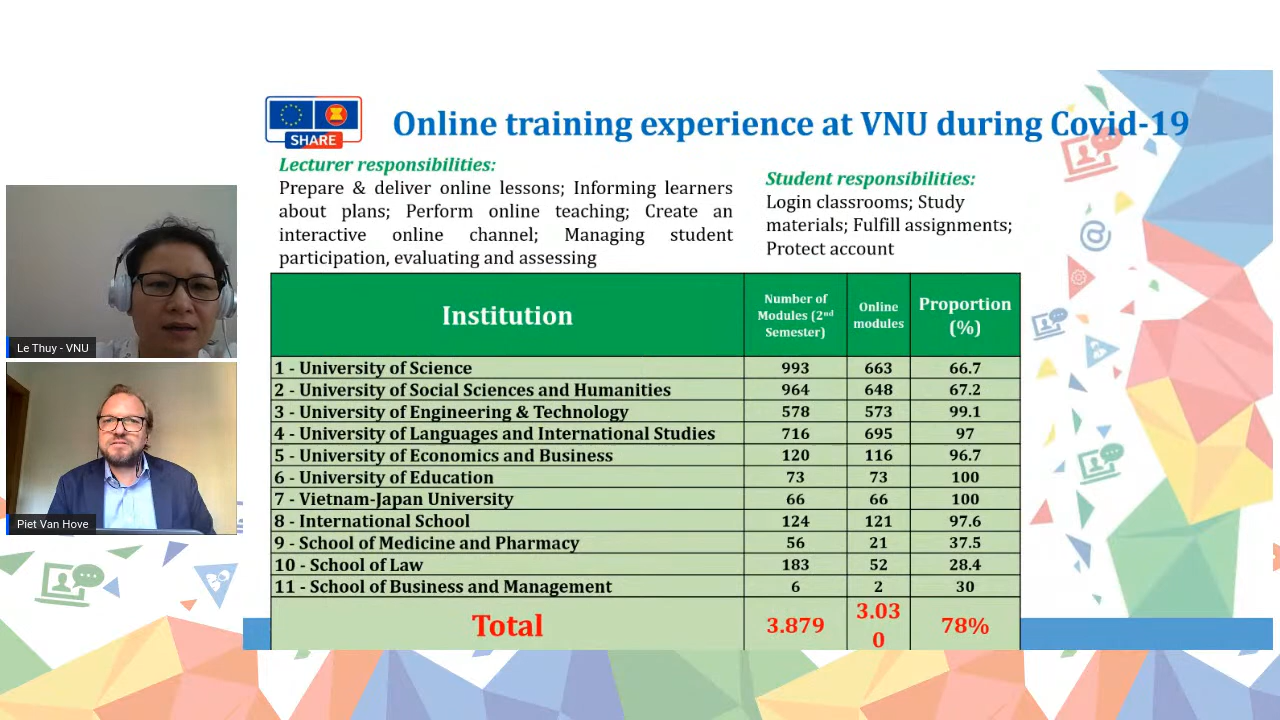 SHARE
Online training experience at VNU during Covid-19
Lecturer responsibilities:
Prepare & deliver online lessons; Informing learners
about plans; Perform online teaching; Create an
interactive online channel; Managing student
participation, evaluating and assessing
Student responsibilities:
Login classrooms; Study
materials; Fulfill assignments;
Protect account
Institution | Number of Modules (2nd Semester) | Online modules | Proportion (%)
1 - University of Science 993 663 66.7
2 - University of Social Sciences and Humanities 964 648 67.2
3 - University of Engineering & Technology 578 573 99.1
4 - University of Languages and International Studies 716 695 97
5 - University of Economics and Business 120 116 96.7
6 - University of Education 73 73 100
7 - Vietnam-Japan University 66 66 100
8 - International School 124 121 97.6
9 - School of Medicine and Pharmacy 56 21 37.5
10 - School of Law 183 52 28.4
11 - School of Business and Management 6 2 30
Total 3.879 3.030 78%
Le Thuy - VNU
Piet Van Hove